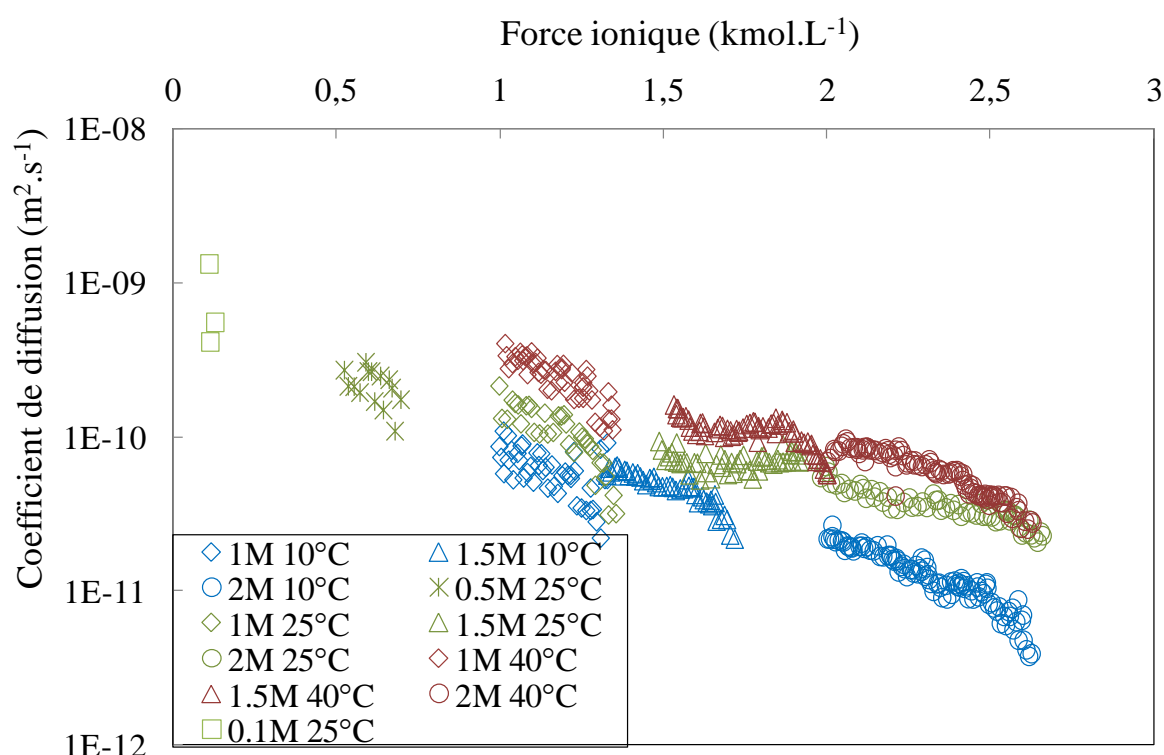 Force ionique (kmol.L-1)
0 0,5 1 1,5 2 2,5 3
Coefficient de diffusion (m2.s-1)
1E-08
1E-09
1E-10
1E-11
1E-12
1M 10°C 1.5M 10°C
2M 10°C 0.5M 25°C
1M 25°C 1.5M 25°C
2M 25°C 1M 40°C
1.5M 40°C 2M 40°C
0.1M 25°C